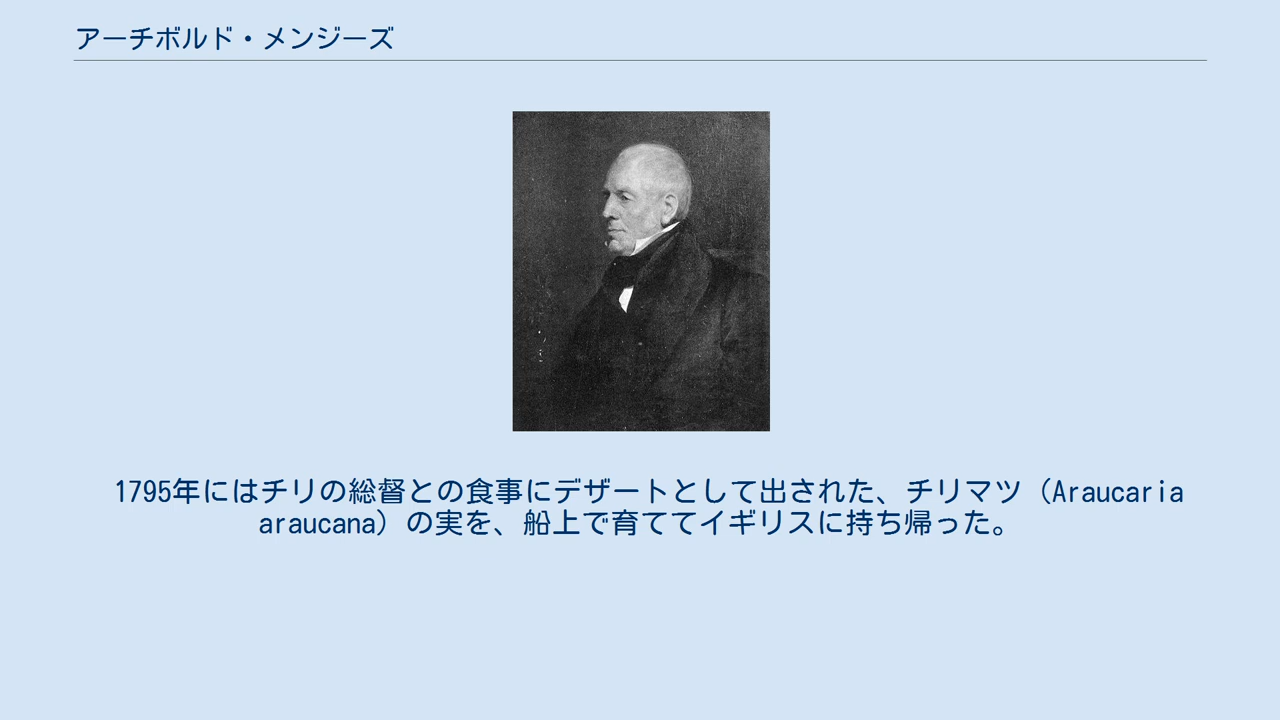 アーチボルド・メンジーズ
1795年にはチリの総督との食事にデザートとして出された、チリマツ（Araucaria
araucana）の実を、船上で育ててイギリスに持ち帰った。